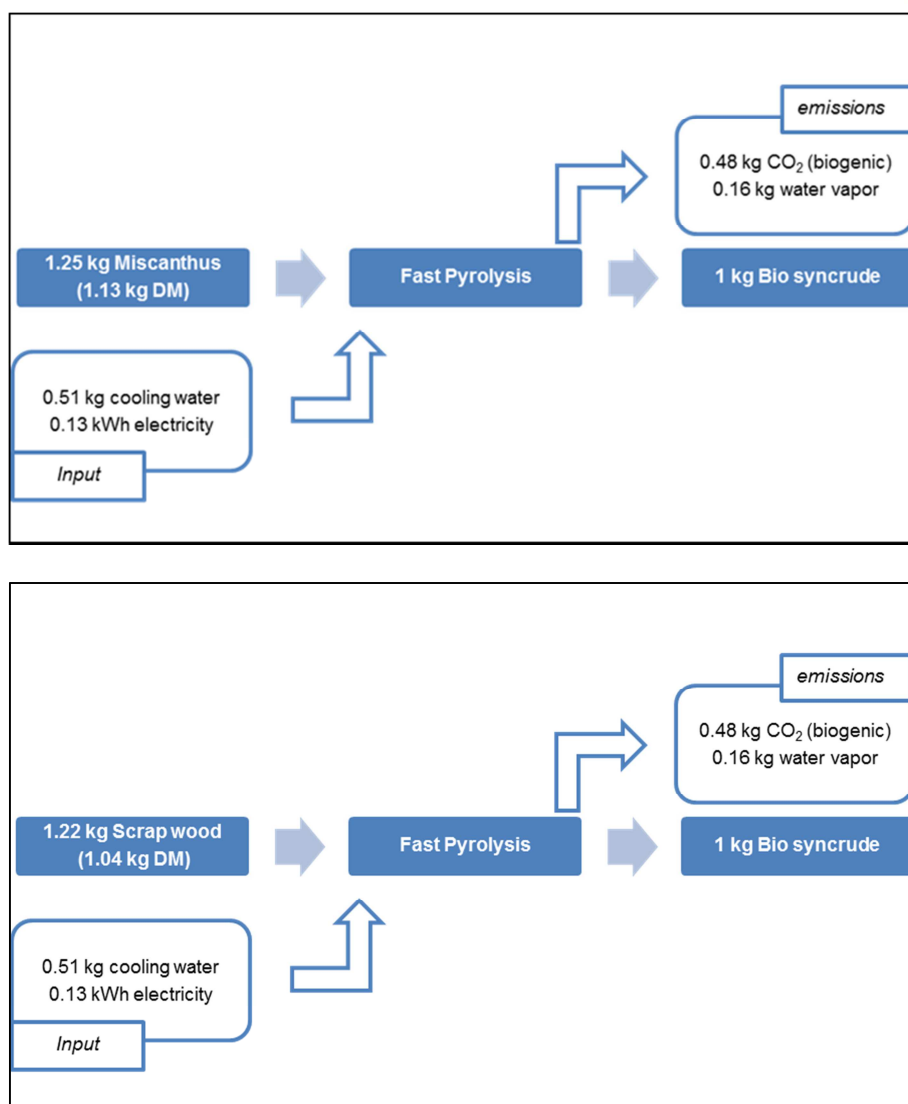 emissions
0.48 kg CO₂ (biogenic)
0.16 kg water vapor
1.25 kg Miscanthus
(1.13 kg DM)
Fast Pyrolysis
1 kg Bio syncrude
0.51 kg cooling water
0.13 kWh electricity
Input
emissions
0.48 kg CO₂ (biogenic)
0.16 kg water vapor
1.22 kg Scrap wood
(1.04 kg DM)
Fast Pyrolysis
1 kg Bio syncrude
0.51 kg cooling water
0.13 kWh electricity
Input